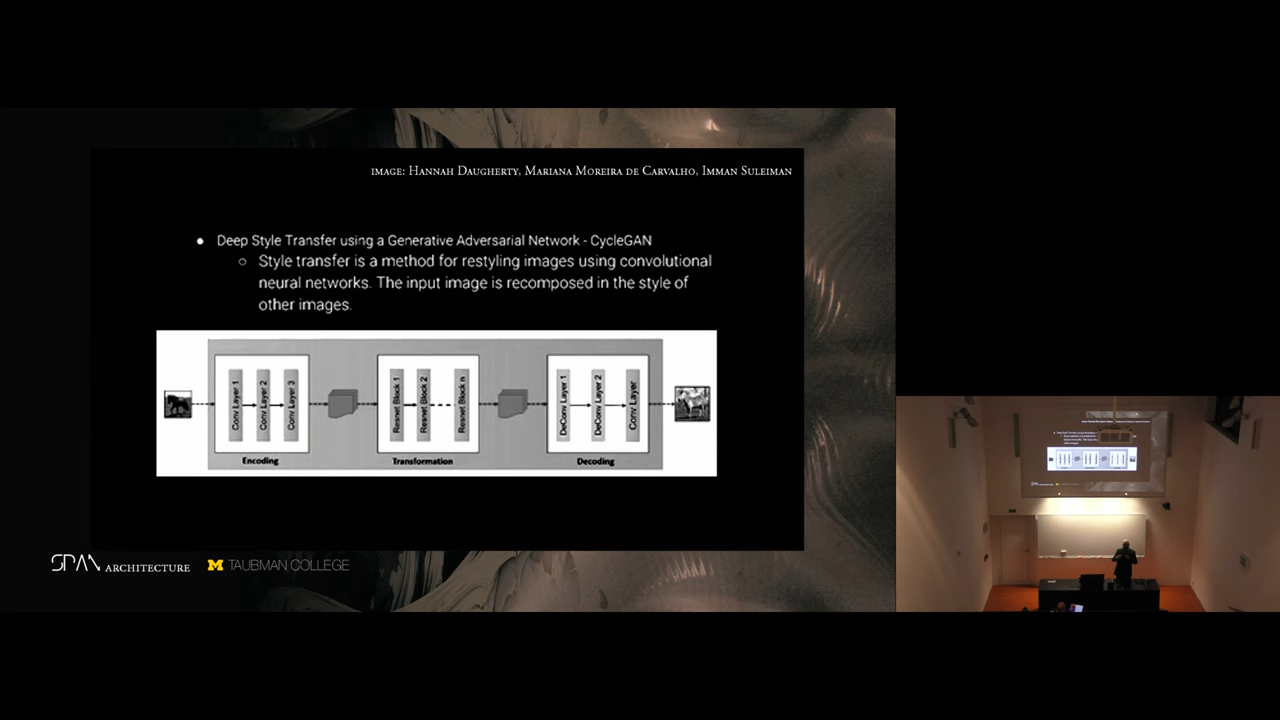 IMAGE: HANNAH DAUGHERTY, MARIANA MOREIRA DE CARVALHO, IMMAN SULEIMAN
Deep Style Transfer using a Generative Adversarial Network - CycleGAN
Style transfer is a method for restyling images using convolutional
neural networks. The input image is recomposed in the style of
other images.
Conv Layer 1
Conv Layer 2
Conv Layer 3
Encoding
Resnet Block 1
Resnet Block 2
Resnet Block n
Transformation
DeConv Layer 1
DeConv Layer 2
Conv Layer
Decoding
SPAN ARCHITECTURE
M TAUBMAN COLLEGE